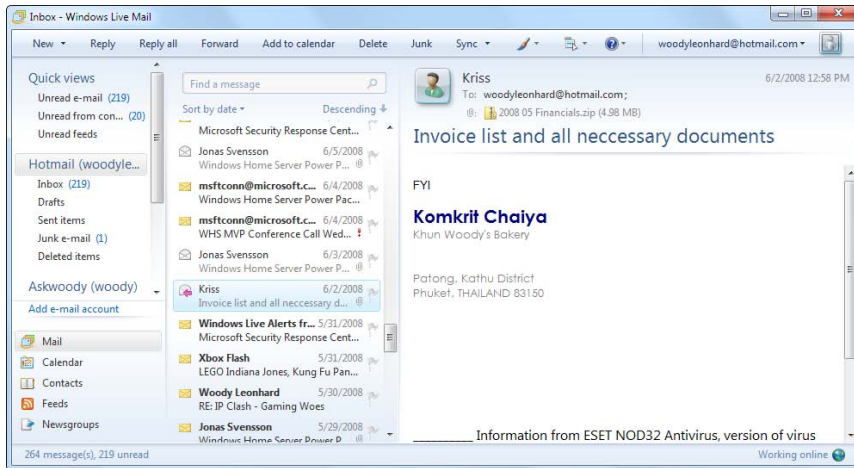 Inbox - Windows Live Mail
New Reply Reply all Forward Add to calendar Delete Junk Sync woodyleonhard@hotmail.com
Quick views
Unread e-mail (219)
Unread from con... (20)
Unread feeds
Hotmail (woodyle...
Inbox (219)
Drafts
Sent items
Junk e-mail (1)
Deleted items
Askwoody (woody)
Add e-mail account
Mail
Calendar
Contacts
Feeds
Newsgroups
Find a message
Sort by date Descending
Microsoft Security Response Cent...
Jonas Svensson 6/5/2008
Windows Home Server Power P...
msftconn@microsoft.c... 6/4/2008
Windows Home Server Power Pac...
msftconn@microsoft.c... 6/4/2008
WHS MVP Conference Call Wed...
Jonas Svensson 6/3/2008
Windows Home Server Power P...
Kriss 6/2/2008
Invoice list and all neccessary d...
Windows Live Alerts fr... 5/31/2008
Microsoft Security Response Cent...
Xbox Flash 5/31/2008
LEGO Indiana Jones, Kung Fu Pan...
Woody Leonhard 5/30/2008
RE: IP Clash - Gaming Woes
Jonas Svensson 5/29/2008
Windows Home Server Power P...
Kriss 6/2/2008 12:58 PM
To: woodyleonhard@hotmail.com;
2008 05 Financials.zip (4.98 MB)
Invoice list and all neccessary documents
FYI
Komkrit Chaiya
Khun Woody's Bakery
Patong, Kathu District
Phuket, THAILAND 83150
__________ Information from ESET NOD32 Antivirus, version of virus
264 message(s), 219 unread Working online